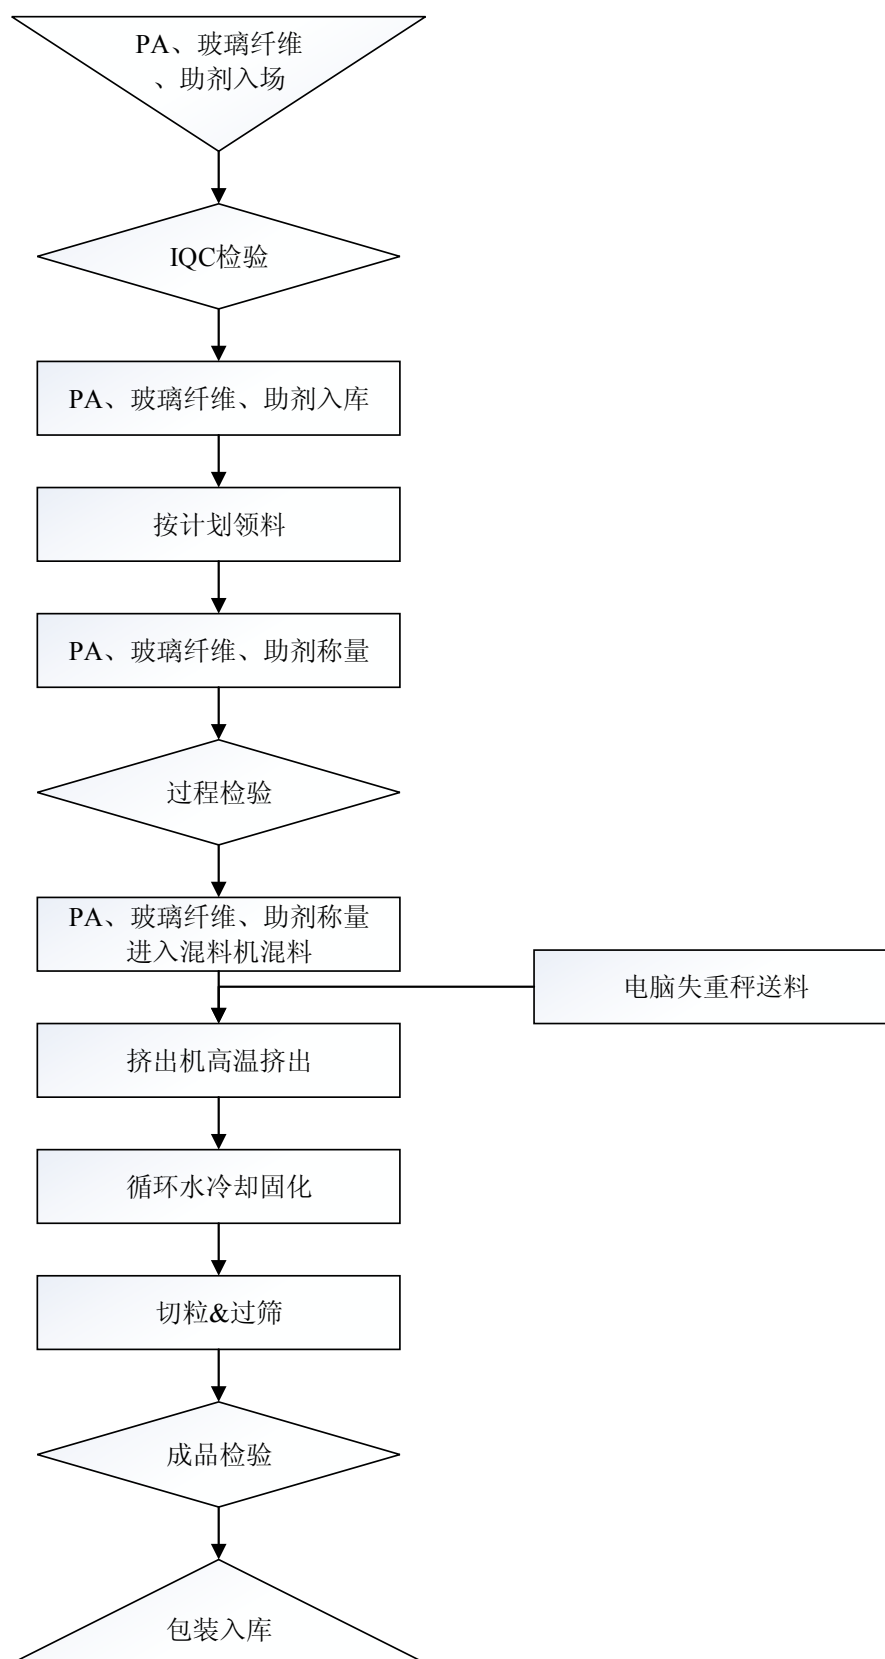 PA、玻璃纤维
、助剂入场
IQC检验
PA、玻璃纤维、助剂入库
按计划领料
PA、玻璃纤维、助剂称量
过程检验
PA、玻璃纤维、助剂称量
进入混料机混料
电脑失重秤送料
挤出机高温挤出
循环水冷却固化
切粒&过筛
成品检验
包装入库